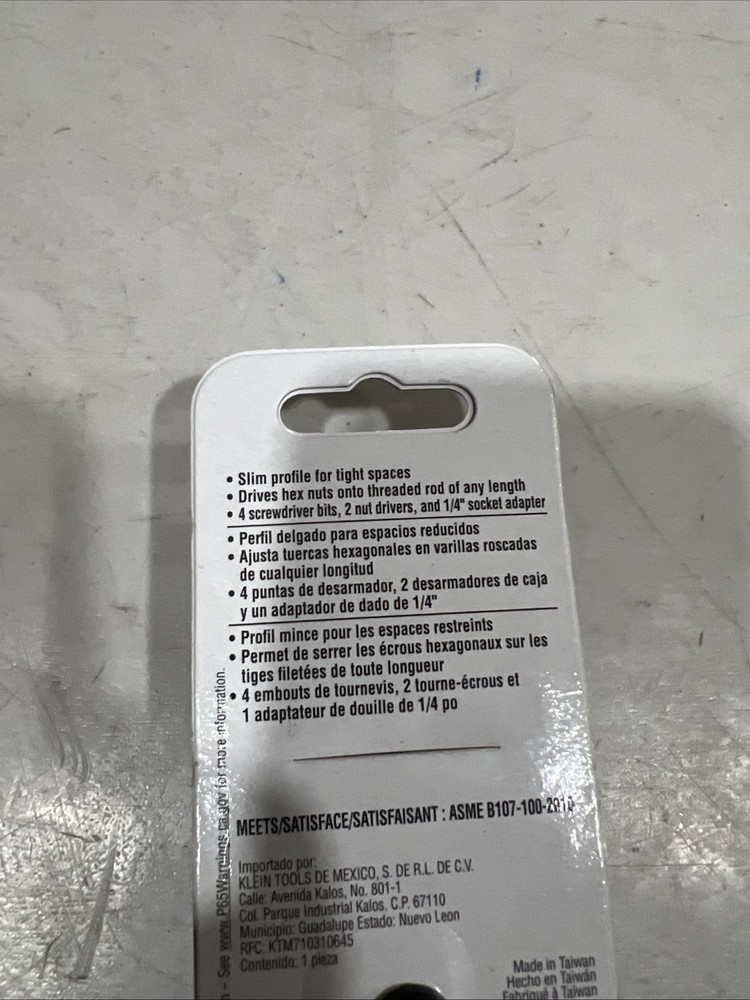 • Slim profile for tight spaces
• Drives hex nuts onto threaded rod of any length
• 4 screwdriver bits, 2 nut drivers, and 1/4" socket adapter
• Perfil delgado para espacios reducidos
• Ajusta tuercas hexagonales en varillas roscadas
de cualquier longitud
• 4 puntas de desarmador, 2 desarmadores de caja
y un adaptador de dado de 1/4"
• Profil mince pour les espaces restreints
• Permet de serrer les écrous hexagonaux sur les
tiges filetées de toute longueur
• 4 embouts de tournevis, 2 tourne-écrous et
1 adaptateur de douille de 1/4 po
MEETS/SATISFACE/SATISFAISANT : ASME B107-100-
Importado por:
KLEIN TOOLS DE MEXICO, S. DE R.L. DE C.V.
Calle: Avenida Kalos, No. 801-1
Col. Parque Industrial Kalos. C.P. 67110
Municipio: Guadalupe Estado: Nuevo Leon
RFC: KTM710310645
Contenido: 1 pieza
Made in Taiwan
Hecho en Taiwán
Fabriqué à Taiwan
– See www.P65Warnings.ca.gov for more information.